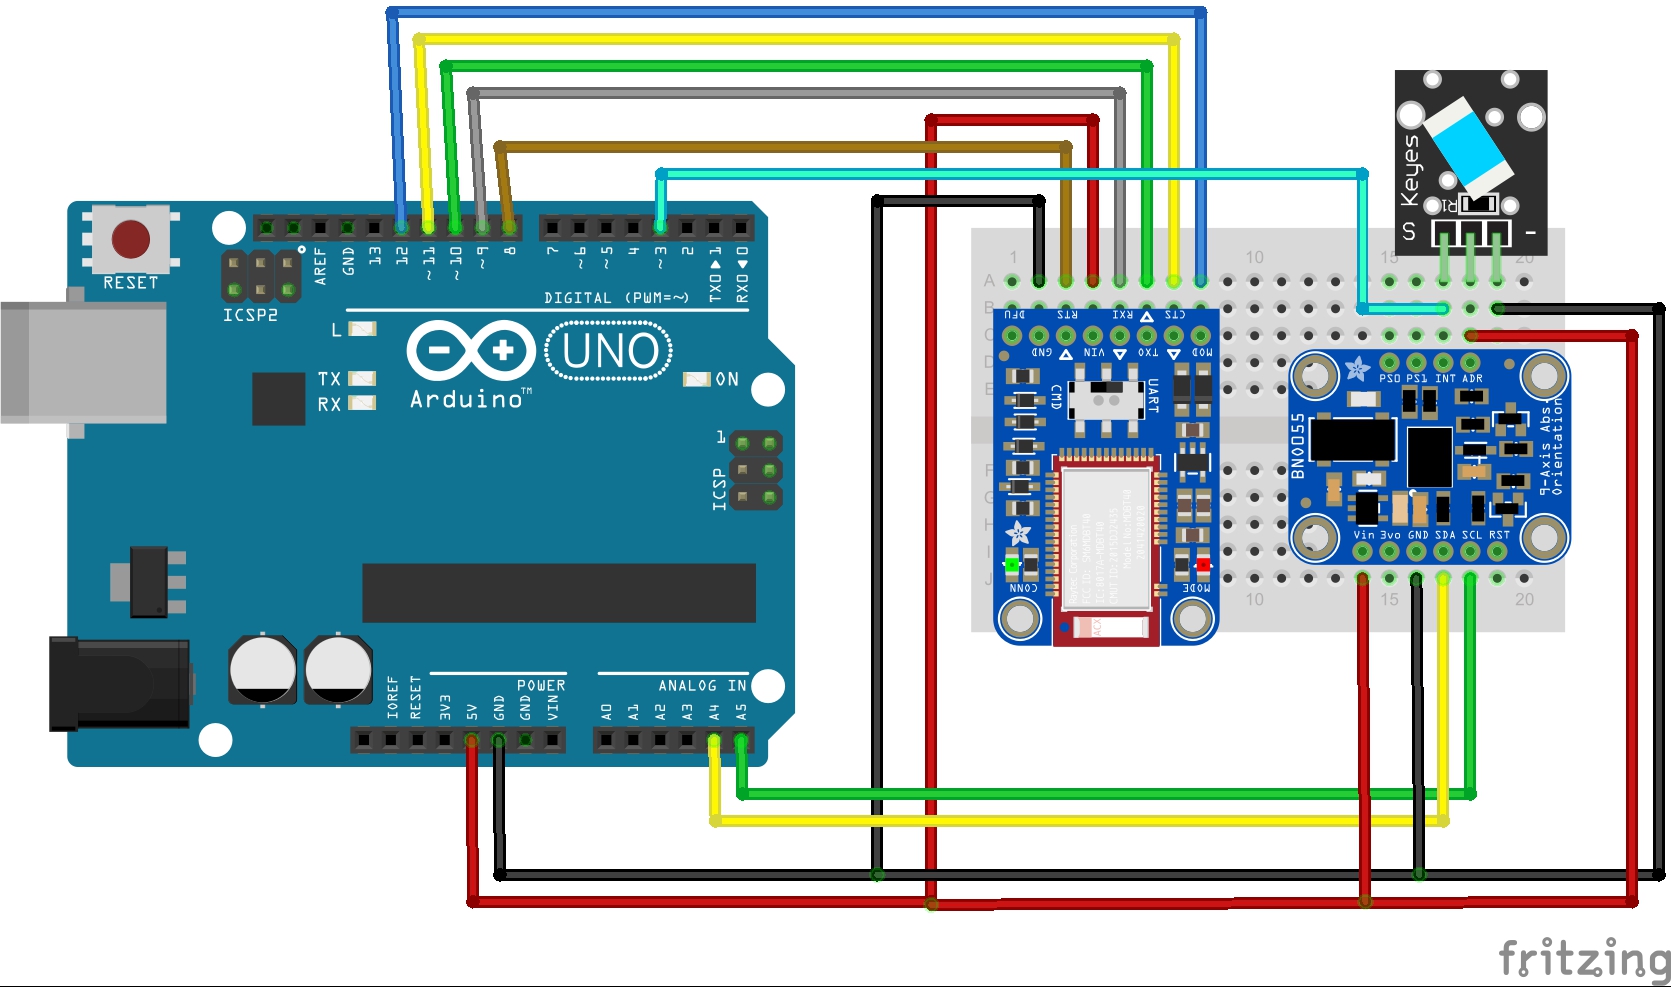 RESET
ICSP2
AREF
GND
13
12
~11
~10
~9
8
7
~6
~5
4
~3
2
TX0▶1
RX0◀0
DIGITAL (PWM=~)
L
TX
RX
UNO
Arduino™
ON
1
ICSP
IOREF
RESET
3V3
5V
GND
GND
VIN
POWER
ANALOG IN
A0
A1
A2
A3
A4
A5
1
10
15
20
A
B
C
D
E
F
G
H
I
J
10
15
20
DFU
GND
RTS
VIN
RXI
TXO
CTS
MOD
CMD
UART
CONN
MODE
Keyes
R1
S
-
PS0 PS1 INT ADR
BNO055
9-Axis Abs.
Orientation
Vin 3vo GND SDA SCL RST
fritzing